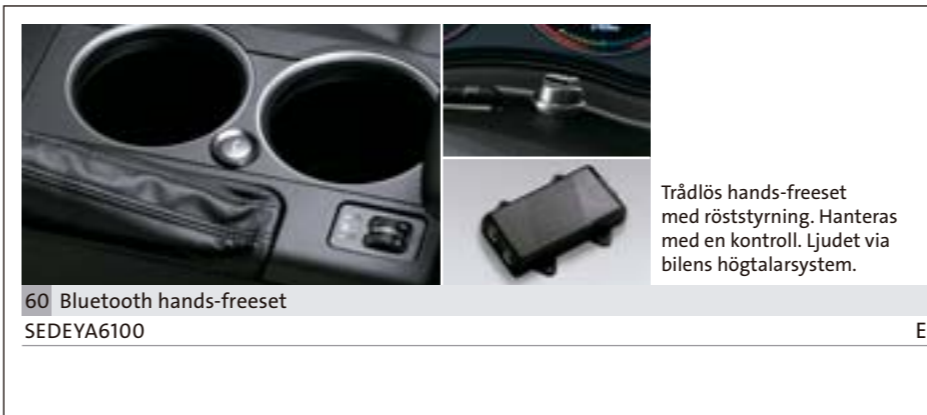 Trådlös hands-freeset
med röststyrning. Hanteras
med en kontroll. Ljudet via
bilens högtalarsystem.
60 Bluetooth hands-freeset
SEDEYA6100 E